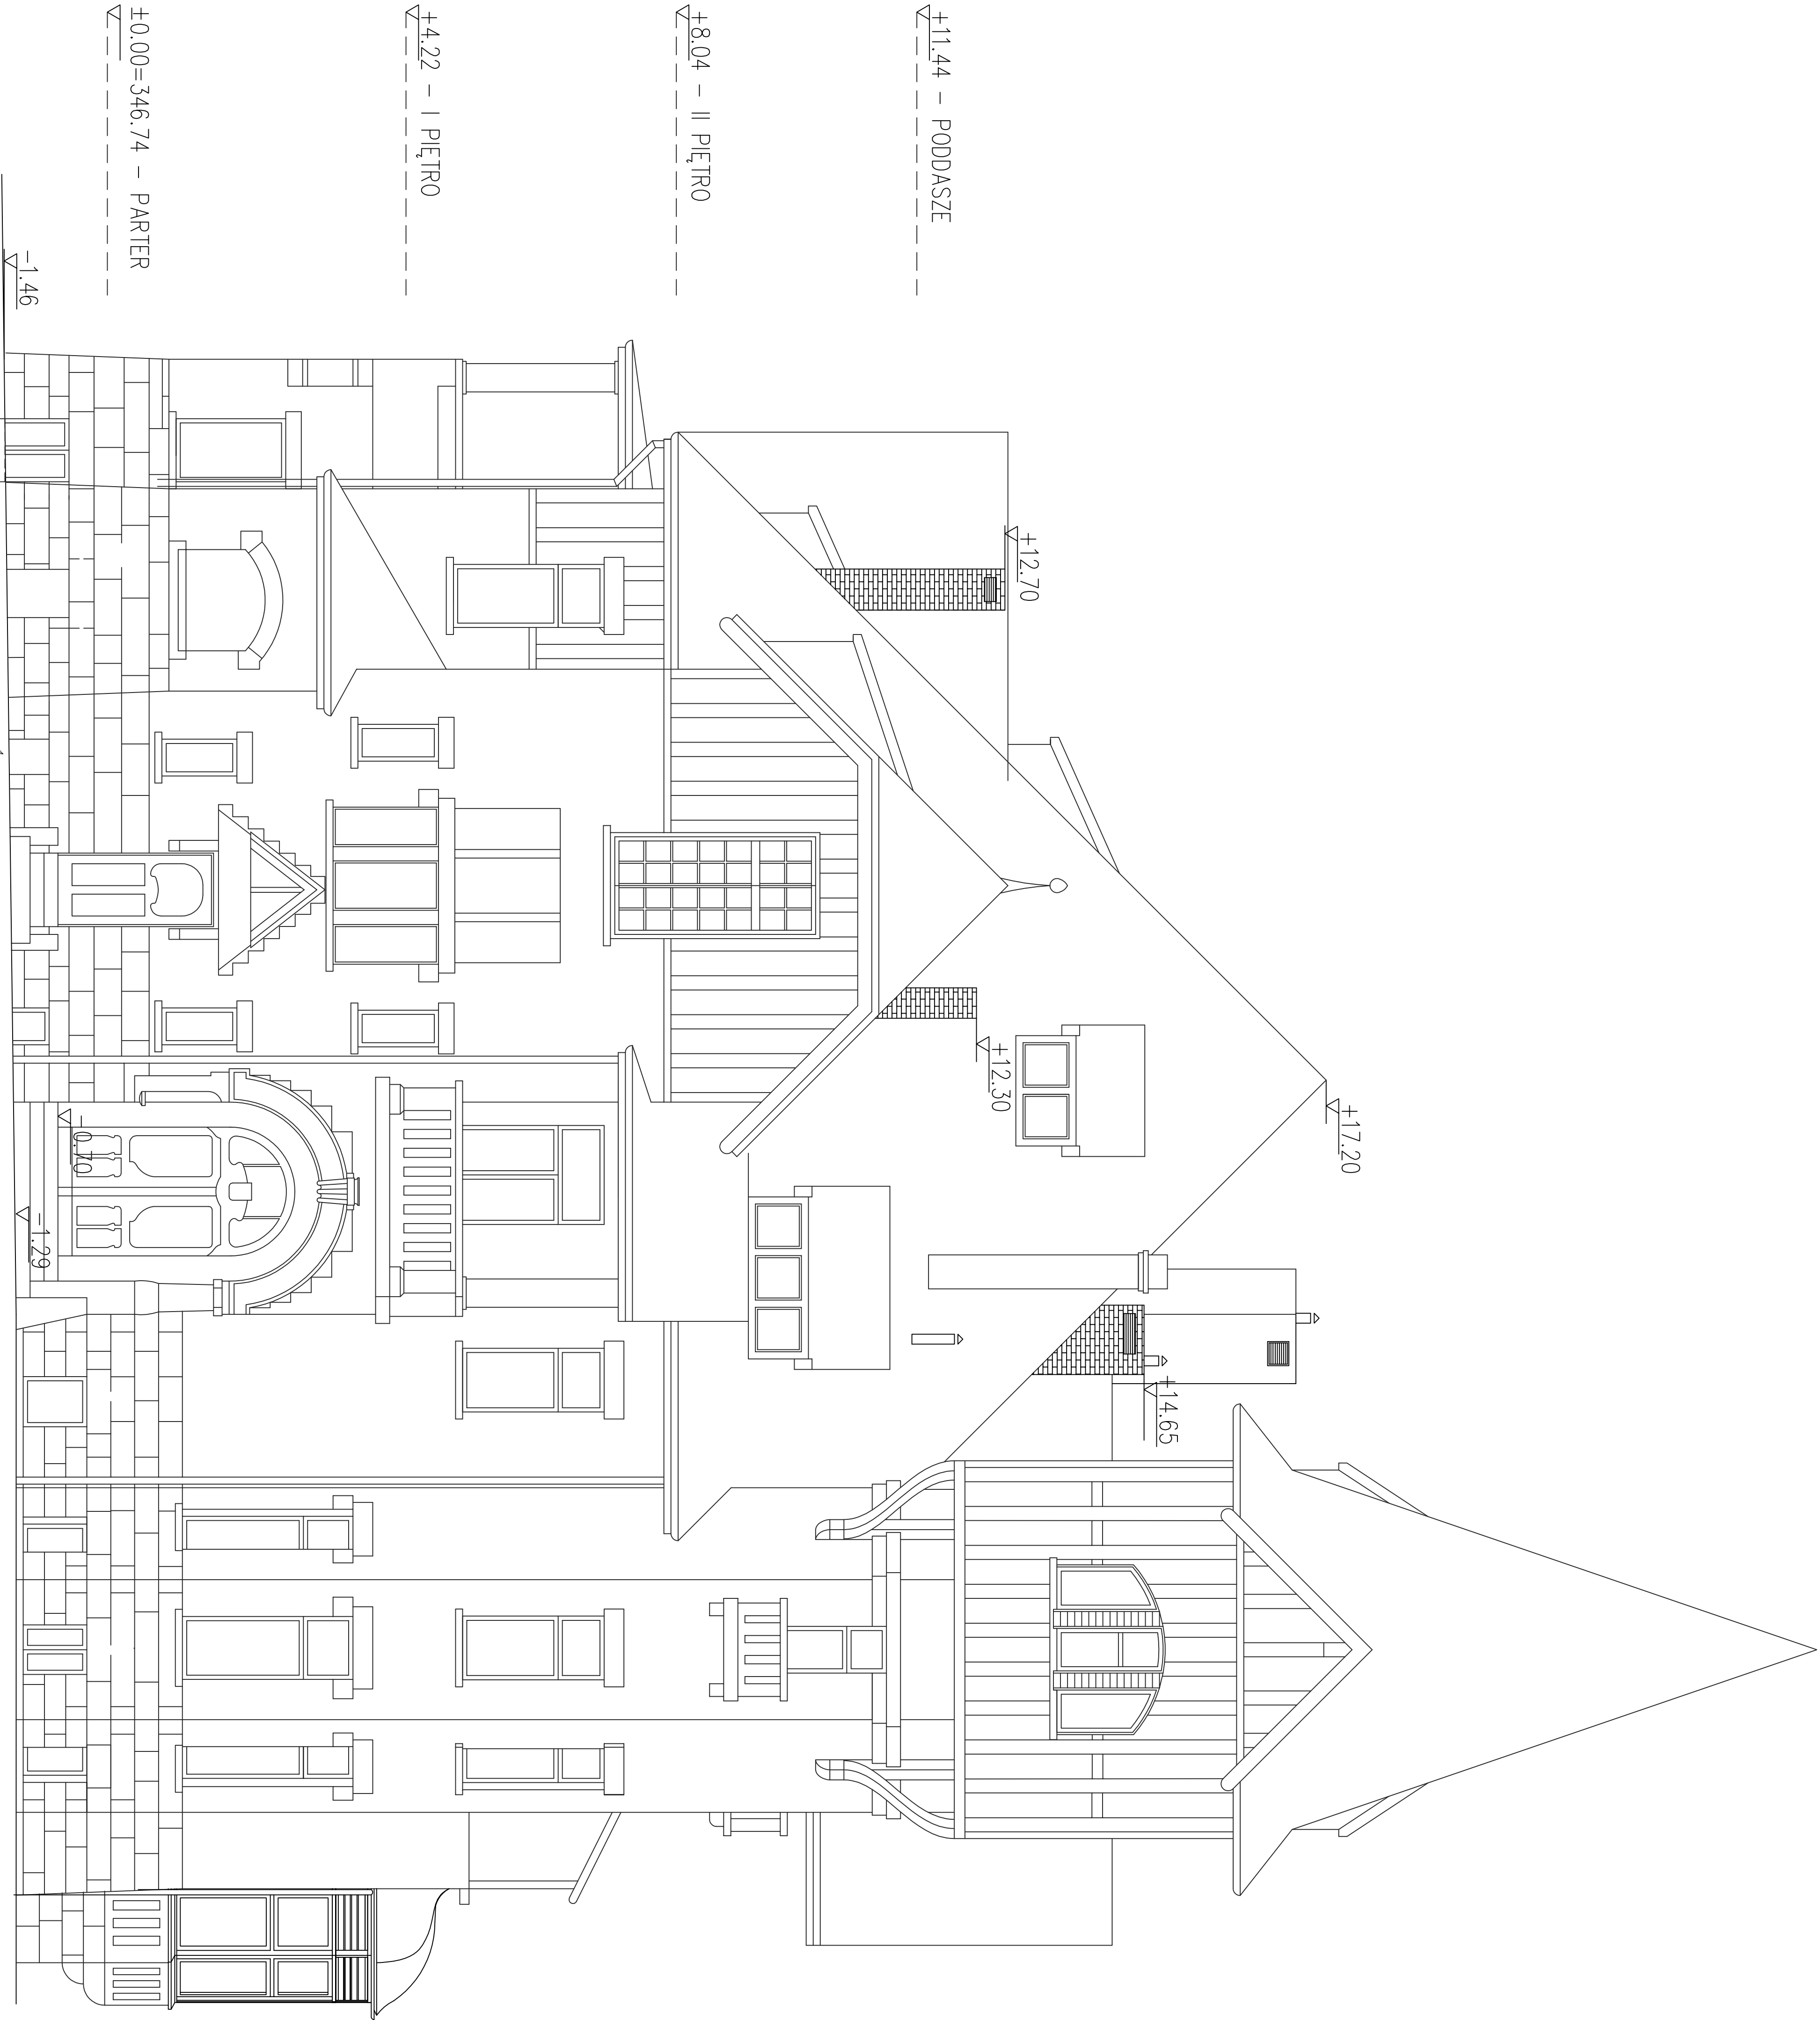 +17.20
+14.65
+12.70
+12.30
+11.44 - PODDASZE
+8.04 - II PIĘTRO
+4.22 - I PIĘTRO
±0.00=346.74 - PARTER
-0.70
-1.29
-1.46